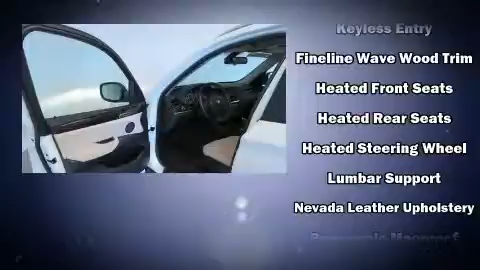 Keyless Entry
Fineline Wave Wood Trim
Heated Front Seats
Heated Rear Seats
Heated Steering Wheel
Lumbar Support
Nevada Leather Upholstery